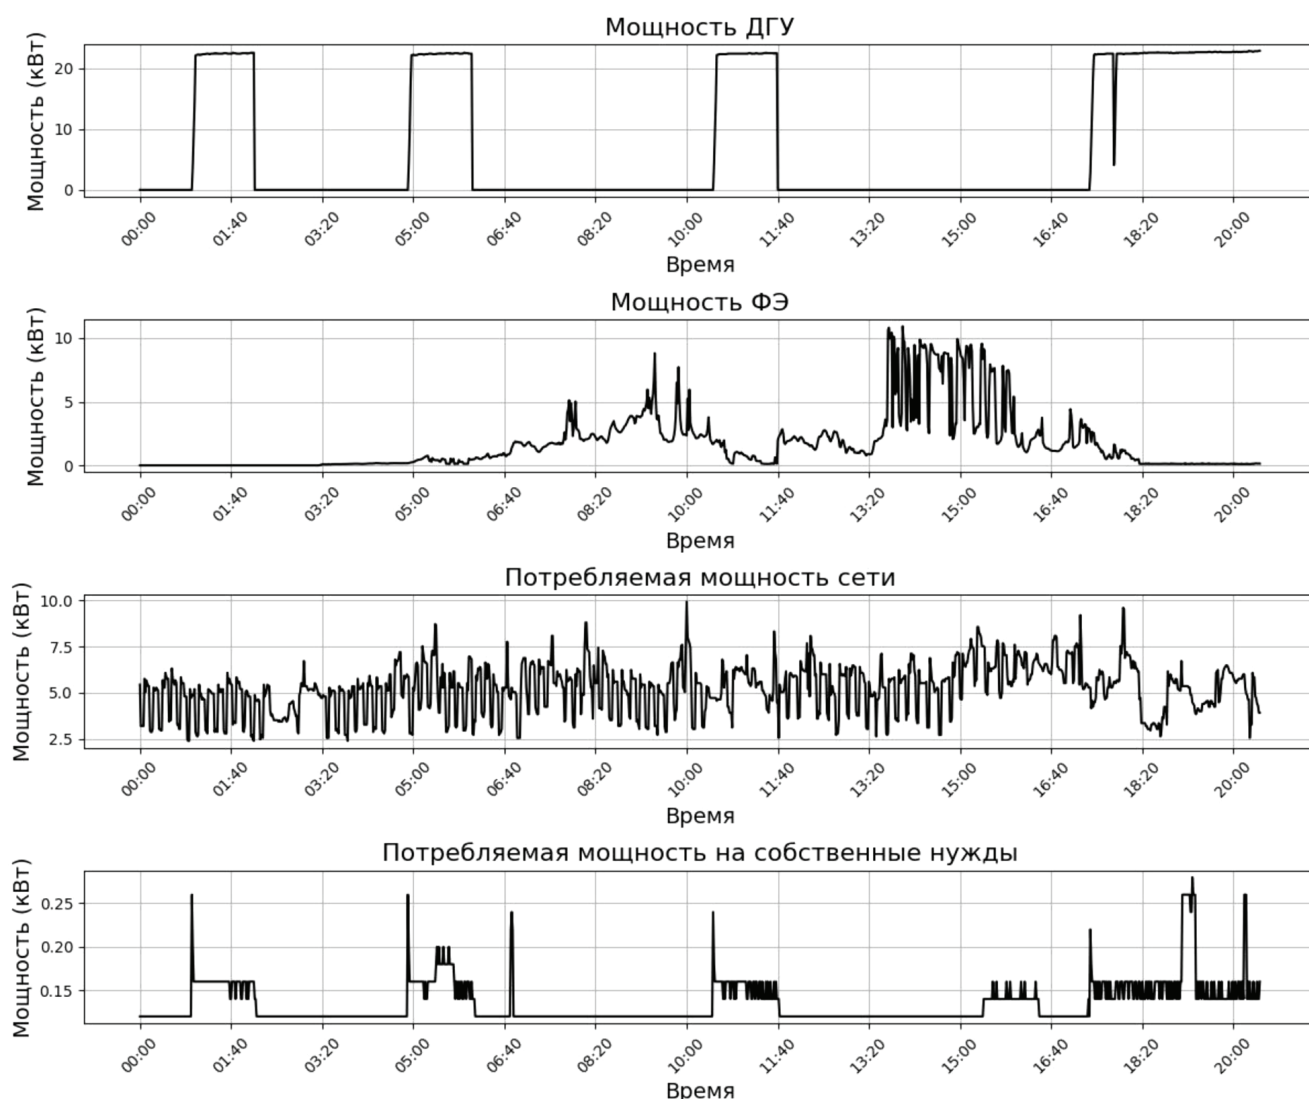 Мощность ДГУ
Мощность (кВт)
20
10
0
00:00 01:40 03:20 05:00 06:40 08:20 10:00 11:40 13:20 15:00 16:40 18:20 20:00
Время
Мощность ФЭ
Мощность (кВт)
10
5
0
00:00 01:40 03:20 05:00 06:40 08:20 10:00 11:40 13:20 15:00 16:40 18:20 20:00
Время
Потребляемая мощность сети
Мощность (кВт)
10.0
7.5
5.0
2.5
00:00 01:40 03:20 05:00 06:40 08:20 10:00 11:40 13:20 15:00 16:40 18:20 20:00
Время
Потребляемая мощность на собственные нужды
Мощность (кВт)
0.25
0.20
0.15
00:00 01:40 03:20 05:00 06:40 08:20 10:00 11:40 13:20 15:00 16:40 18:20 20:00
Время